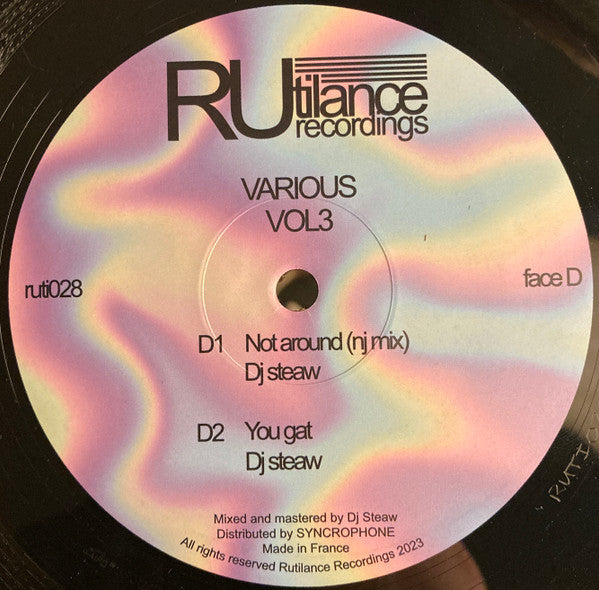 RUtilance
recordings
VARIOUS
VOL3
ruti028
face D
D1 Not around (nj mix)
Dj steaw
D2 You gat
Dj steaw
Mixed and mastered by Dj Steaw
Distributed by SYNCROPHONE
Made in France
All rights reserved Rutilance Recordings 2023